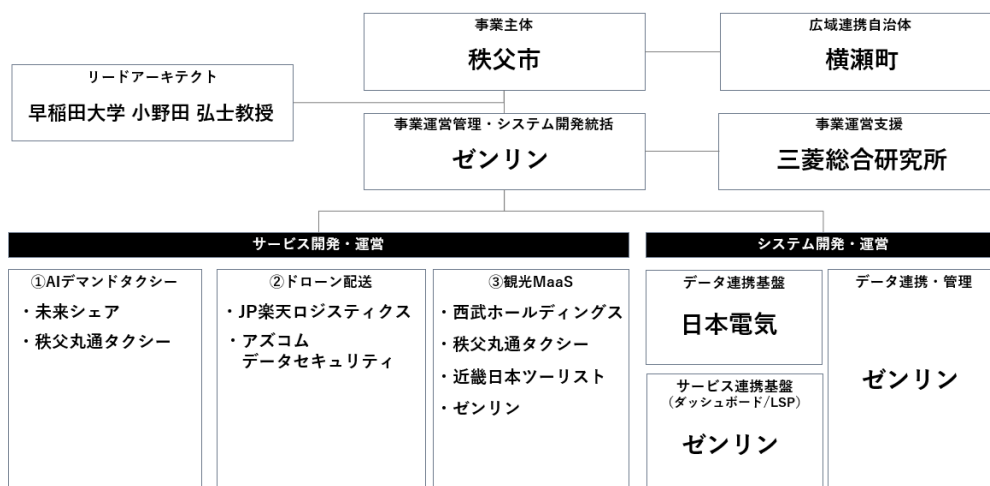 事業主体
秩父市
広域連携自治体
横瀬町
リードアーキテクト
早稲田大学 小野田 弘士教授
事業運営管理・システム開発統括
ゼンリン
事業運営支援
三菱総合研究所
サービス開発・運営
①AIデマンドタクシー
・未来シェア
・秩父丸通タクシー
②ドローン配送
・JP楽天ロジスティクス
・アズコム
データセキュリティ
③観光MaaS
・西武ホールディングス
・秩父丸通タクシー
・近畿日本ツーリスト
・ゼンリン
システム開発・運営
データ連携基盤
日本電気
サービス連携基盤
（ダッシュボード/LSP）
ゼンリン
データ連携・管理
ゼンリン